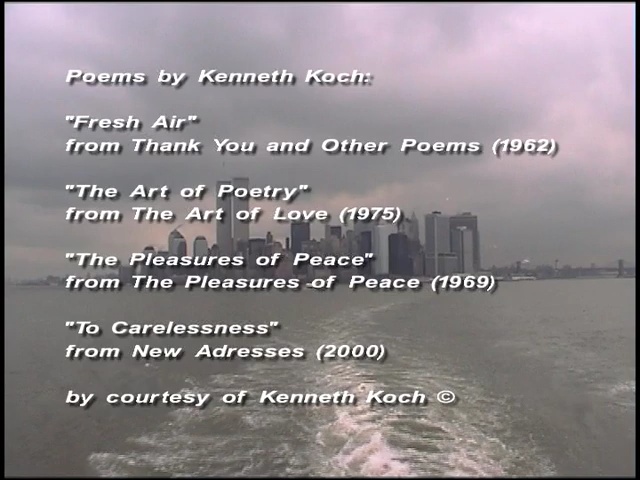 Poems by Kenneth Koch:
"Fresh Air"
from Thank You and Other Poems (1962)
"The Art of Poetry"
from The Art of Love (1975)
"The Pleasures of Peace"
from The Pleasures of Peace (1969)
"To Carelessness"
from New Adresses (2000)
by courtesy of Kenneth Koch ©